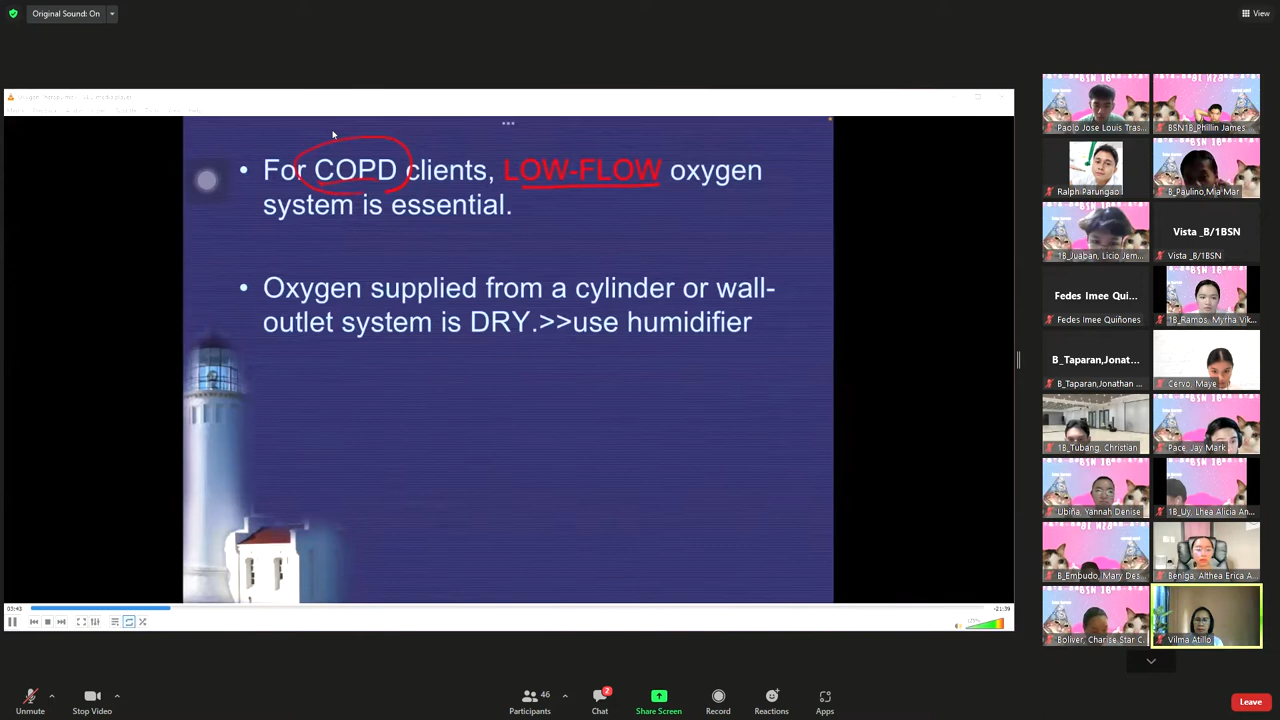 Original Sound: On
View
• For COPD clients, LOW-FLOW oxygen
system is essential.
• Oxygen supplied from a cylinder or wall-
outlet system is DRY.>>use humidifier
03:43
-21:39
125%
Paolo Jose Louis Tras...
BSN1B_Phillin James ...
Ralph Parungao
B_Paulino,Mia Mar...
1B_Juaban, Licio Jem...
Vista _B/1BSN
Vista _B/1BSN
Fedes Imee Qui...
Fedes Imee Quiñones
1B_Ramos, Myrha Vik...
B_Taparan,Jonat...
B_Taparan,Jonathan ...
Cervo, Maye
1B_Tubang, Christian
Pace, Jay Mark
Ubiña, Yannah Denise
1B_Uy, Lhea Alicia An...
B_Embudo, Mary Des...
Beniga, Althea Erica A...
Boliver, Charise Star C.
Vilma Atillo
Unmute
Stop Video
46
Participants
2
Chat
Share Screen
Record
Reactions
Apps
Leave